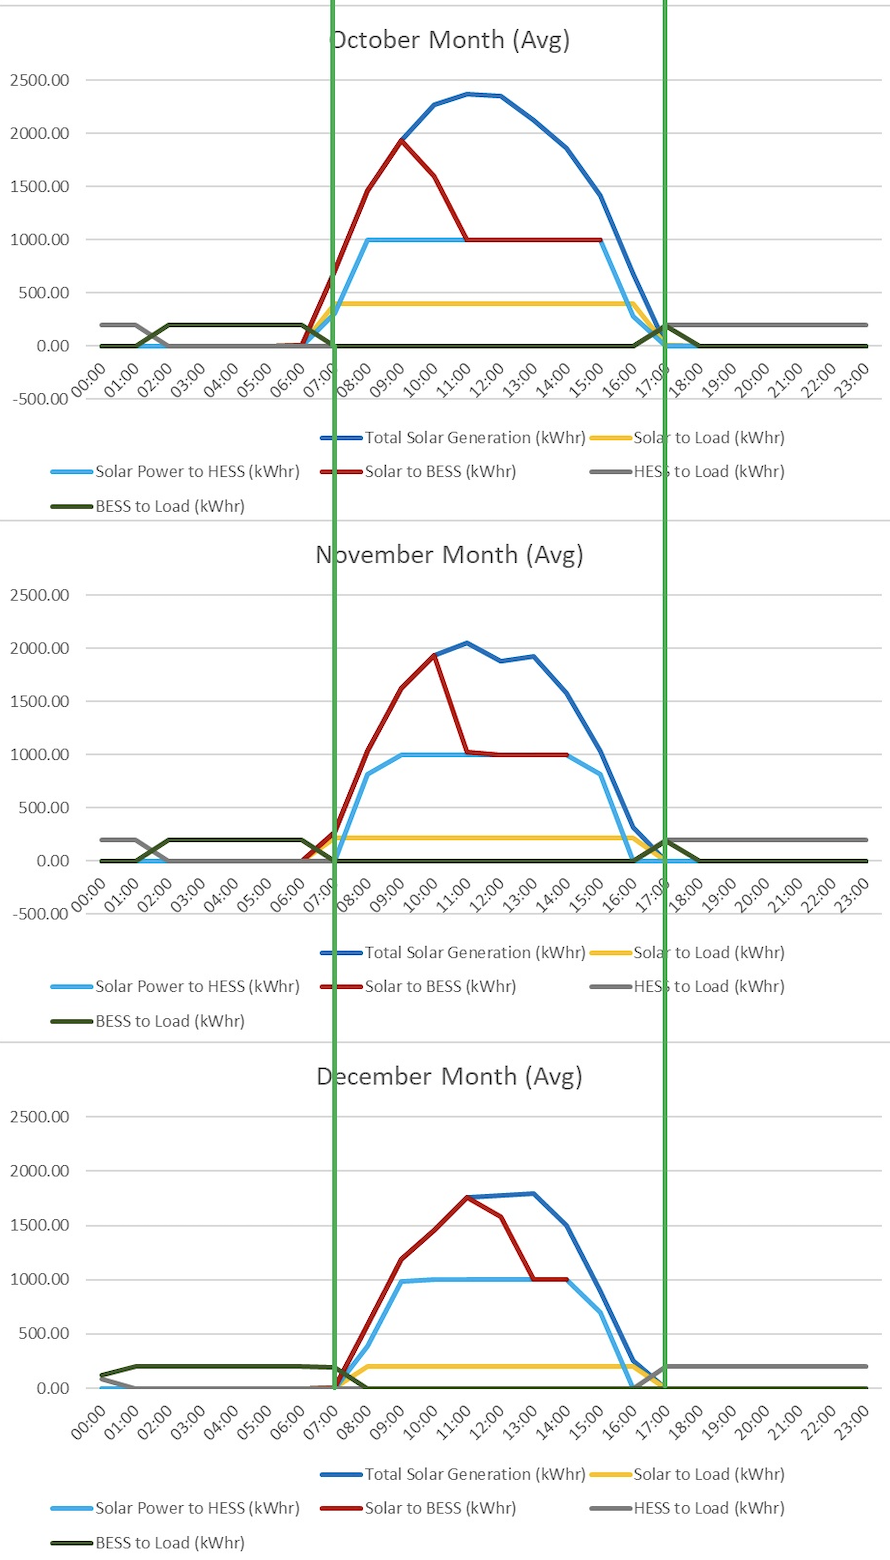 October Month (Avg)
2500.00
2000.00
1500.00
1000.00
500.00
0.00
-500.00
00:00 01:00 02:00 03:00 04:00 05:00 06:00 07:00 08:00 09:00 10:00 11:00 12:00 13:00 14:00 15:00 16:00 17:00 18:00 19:00 20:00 21:00 22:00 23:00
Total Solar Generation (kWhr) Solar to Load (kWhr)
Solar Power to HESS (kWhr) Solar to BESS (kWhr) HESS to Load (kWhr)
BESS to Load (kWhr)
November Month (Avg)
2500.00
2000.00
1500.00
1000.00
500.00
0.00
-500.00
00:00 01:00 02:00 03:00 04:00 05:00 06:00 07:00 08:00 09:00 10:00 11:00 12:00 13:00 14:00 15:00 16:00 17:00 18:00 19:00 20:00 21:00 22:00 23:00
Total Solar Generation (kWhr) Solar to Load (kWhr)
Solar Power to HESS (kWhr) Solar to BESS (kWhr) HESS to Load (kWhr)
BESS to Load (kWhr)
December Month (Avg)
2500.00
2000.00
1500.00
1000.00
500.00
0.00
00:00 01:00 02:00 03:00 04:00 05:00 06:00 07:00 08:00 09:00 10:00 11:00 12:00 13:00 14:00 15:00 16:00 17:00 18:00 19:00 20:00 21:00 22:00 23:00
Total Solar Generation (kWhr) Solar to Load (kWhr)
Solar Power to HESS (kWhr) Solar to BESS (kWhr) HESS to Load (kWhr)
BESS to Load (kWhr)